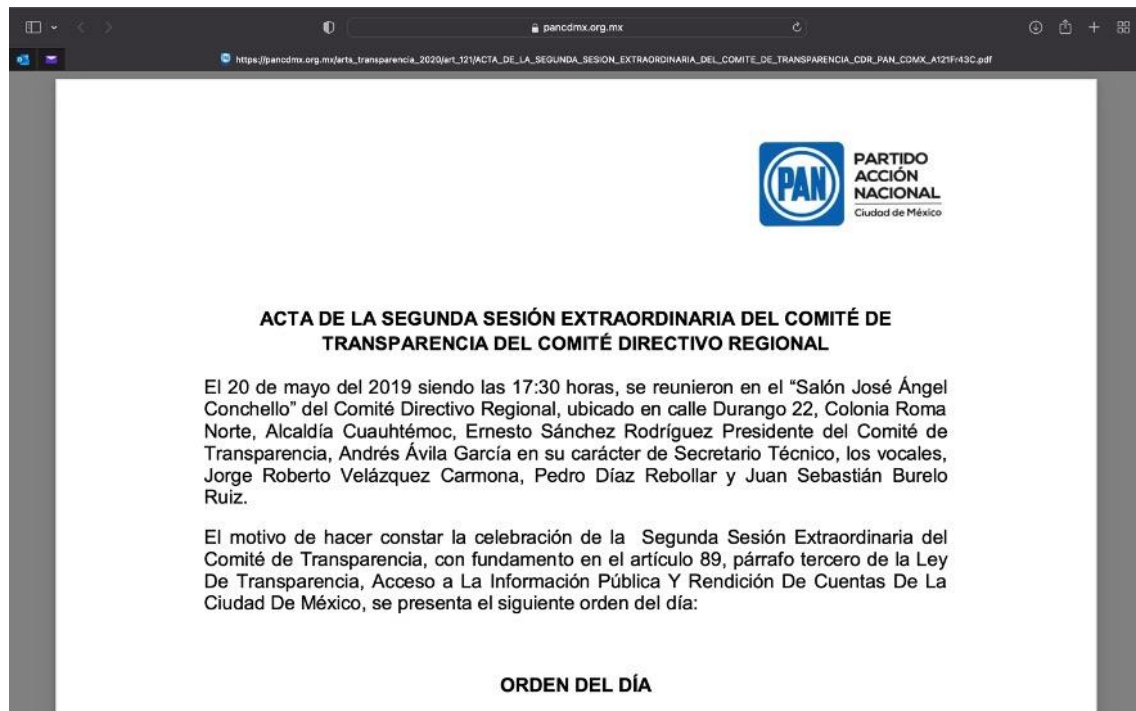 pancdmx.org.mx
https://pancdmx.org.mx/arts_transparencia_2020/art_121/ACTA_DE_LA_SEGUNDA_SESION_EXTRAORDINARIA_DEL_COMITE_DE_TRANSPARENCIA_CDR_PAN_CDMX_A121Fr43C.pdf
PAN
PARTIDO
ACCIÓN
NACIONAL
Ciudad de México
ACTA DE LA SEGUNDA SESIÓN EXTRAORDINARIA DEL COMITÉ DE
TRANSPARENCIA DEL COMITÉ DIRECTIVO REGIONAL
El 20 de mayo del 2019 siendo las 17:30 horas, se reunieron en el “Salón José Ángel
Conchello” del Comité Directivo Regional, ubicado en calle Durango 22, Colonia Roma
Norte, Alcaldía Cuauhtémoc, Ernesto Sánchez Rodríguez Presidente del Comité de
Transparencia, Andrés Ávila García en su carácter de Secretario Técnico, los vocales,
Jorge Roberto Velázquez Carmona, Pedro Díaz Rebollar y Juan Sebastián Burelo
Ruiz.
El motivo de hacer constar la celebración de la Segunda Sesión Extraordinaria del
Comité de Transparencia, con fundamento en el artículo 89, párrafo tercero de la Ley
De Transparencia, Acceso a La Información Pública Y Rendición De Cuentas De La
Ciudad De México, se presenta el siguiente orden del día:
ORDEN DEL DÍA